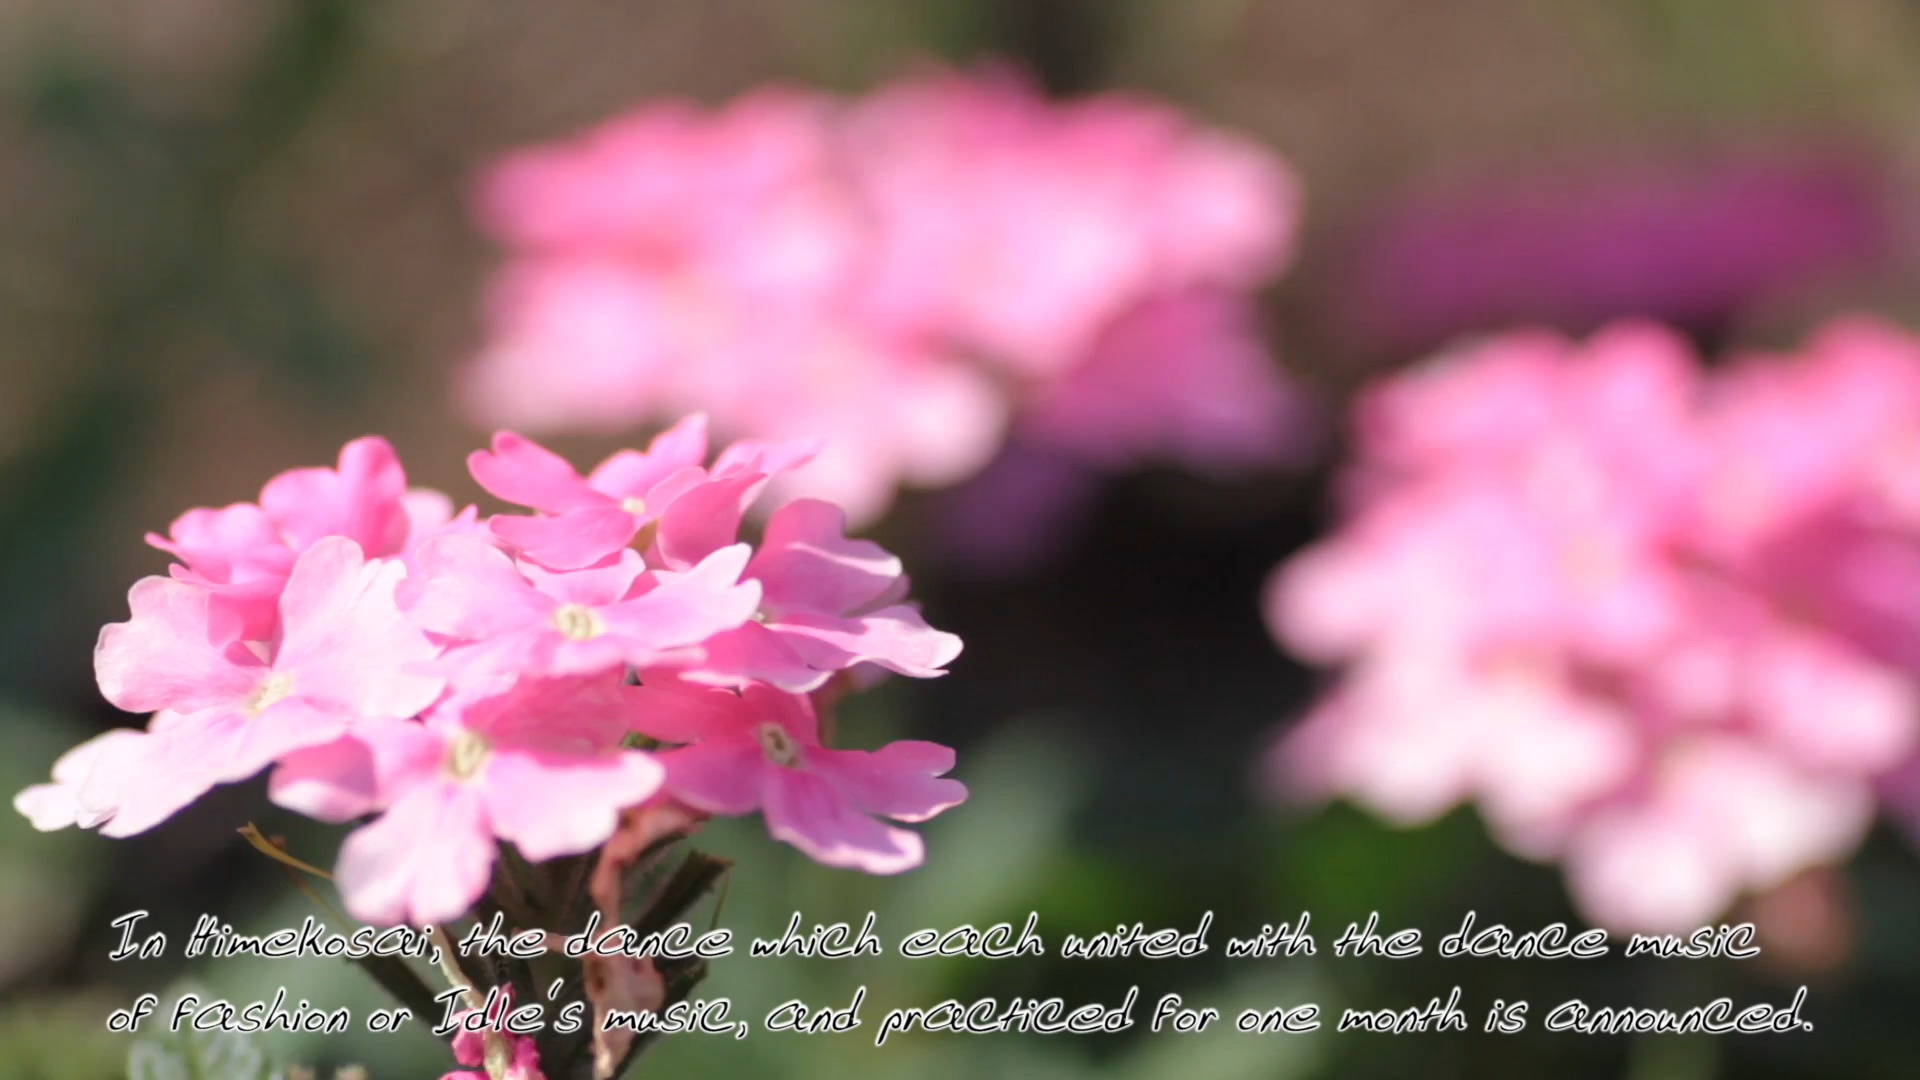 In Himekosai, the dance which each united with the dance music
of fashion or Idle's music, and practiced for one month is announced.